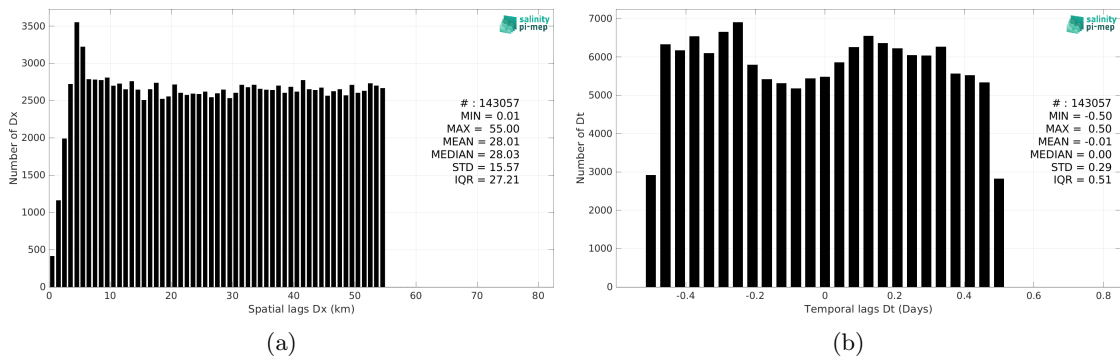 3500
3000
2500
2000
1500
1000
500
0
Number of Dx
0 10 20 30 40 50 60 70 80
Spatial lags Dx (km)
salinity
pi-mep
# : 143057
MIN = 0.01
MAX = 55.00
MEAN = 28.01
MEDIAN = 28.03
STD = 15.57
IQR = 27.21
(a)
7000
6000
5000
4000
3000
2000
1000
0
Number of Dt
-0.4 -0.2 0 0.2 0.4 0.6 0.8
Temporal lags Dt (Days)
salinity
pi-mep
# : 143057
MIN = -0.50
MAX = 0.50
MEAN = -0.01
MEDIAN = 0.00
STD = 0.29
IQR = 0.51
(b)